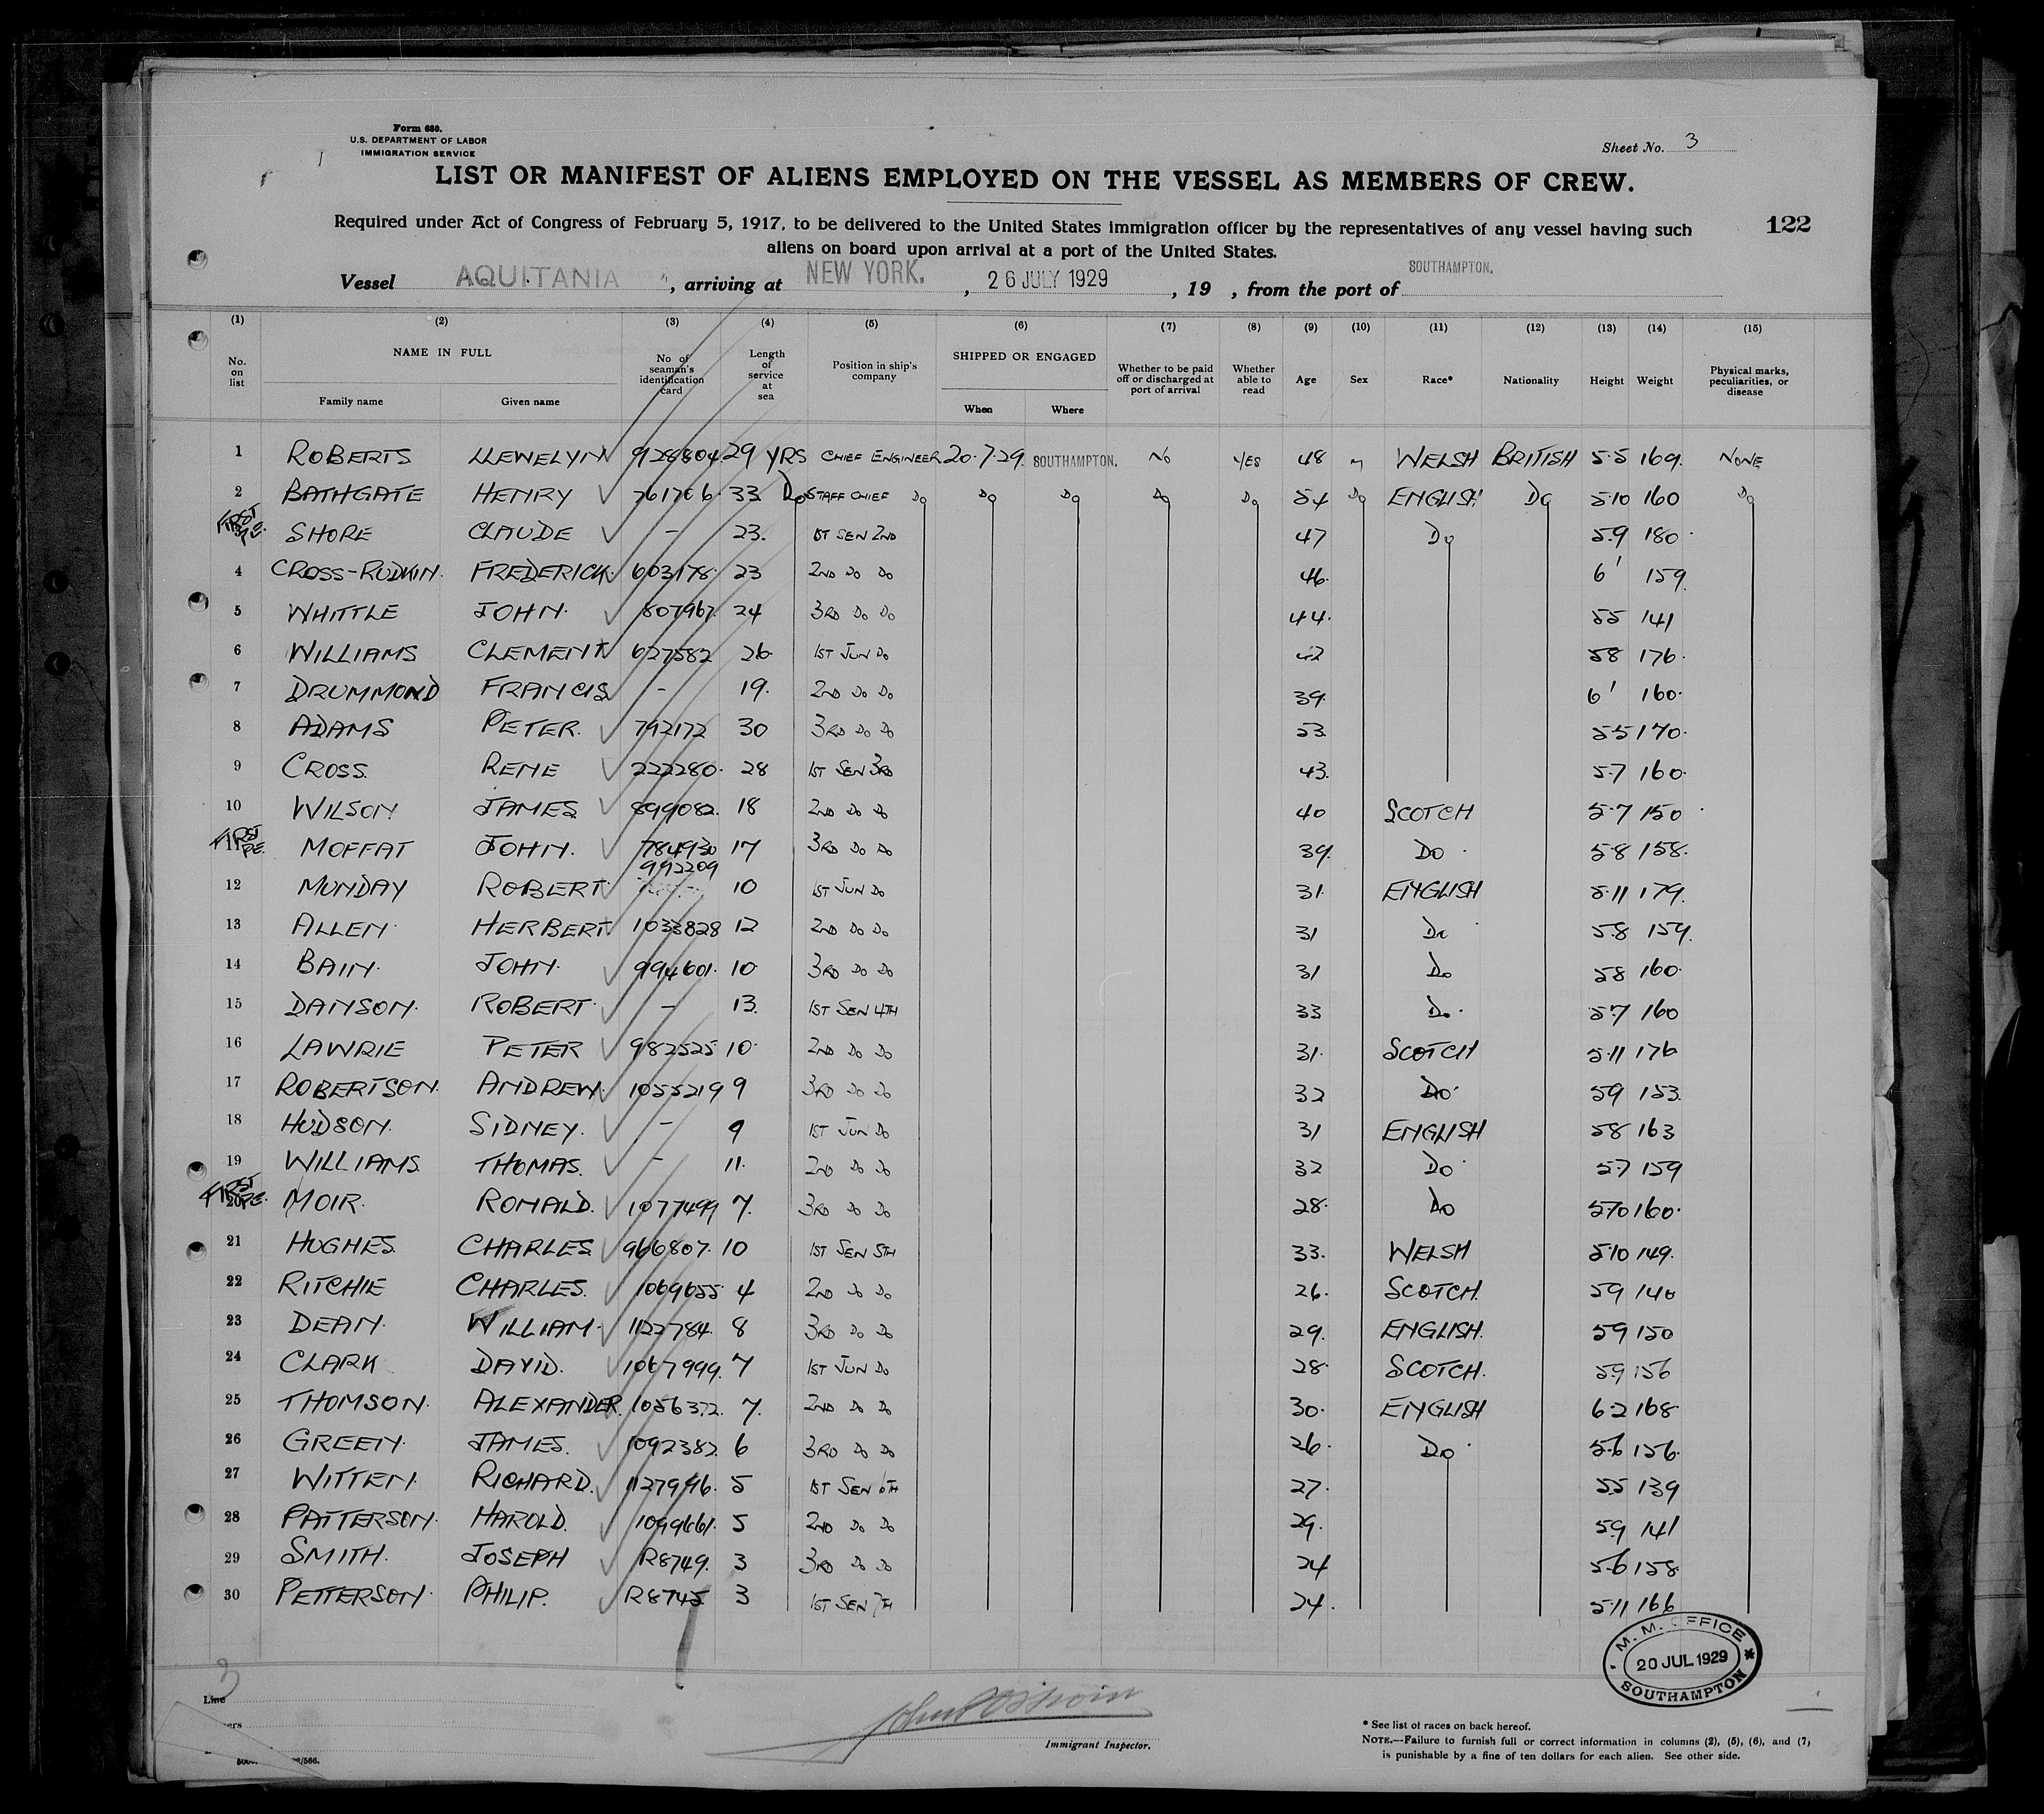 Form 680.
U.S. DEPARTMENT OF LABOR
IMMIGRATION SERVICE
Sheet No. 3
LIST OR MANIFEST OF ALIENS EMPLOYED ON THE VESSEL AS MEMBERS OF CREW.
Required under Act of Congress of February 5, 1917, to be delivered to the United States immigration officer by the representatives of any vessel having such
aliens on board upon arrival at a port of the United States.
122
Vessel AQUITANIA, arriving at NEW YORK., 26 JULY 1929, 19 , from the port of SOUTHAMPTON.
(1) (2) (3) (4) (5) (6) (7) (8) (9) (10) (11) (12) (13) (14) (15)
No. on list NAME IN FULL Family name Given name No of seaman's identification card Length of service at sea Position in ship's company SHIPPED OR ENGAGED When Where Whether to be paid off or discharged at port of arrival Whether able to read Age Sex Race* Nationality Height Weight Physical marks, peculiarities, or disease
1 ROBERTS LLEWELYN 928804 29 YRS CHIEF ENGINEER 20.7.29. SOUTHAMPTON. NO YES 48 m WELSH BRITISH 5.5 169. NONE
2 BATHGATE HENRY 761706. 33 Do STAFF CHIEF Do Do Do Do Do 54 Do ENGLISH Do 5.10 160 Do
SHORE CLAUDE - 23. 1ST SEN 2ND 47 Do 5.9 180
4 CROSS-RUDKIN. FREDERICK. 603178. 23 2ND Do Do 46. 6' 159.
5 WHITTLE JOHN. 807967. 24 3RD Do Do 44. 55 141
6 WILLIAMS CLEMENT 627582 26. 1ST JUN Do 42 58 176.
7 DRUMMOND FRANCIS - 19. 2ND Do Do 39. 6' 160.
8 ADAMS PETER. 792172 30 3RD Do Do 53. 5.5 170.
9 CROSS. RENE 222280. 28 1ST SEN 3RD 43. 5.7 160.
10 WILSON JAMES 899082. 18 2ND Do Do 40 SCOTCH 5.7 150
11 MOFFAT JOHN. 784930 17 3RD Do Do 39. Do 5.8 158.
12 MUNDAY ROBERT. 992209 10 1ST JUN Do 31. ENGLISH 5.11 179.
13 ALLEN. HERBERT. 1033828 12 2ND Do Do 31 Do 5.8 159.
14 BAIN. JOHN. 994601. 10. 3RD Do Do 31 Do 58 160.
15 DANSON. ROBERT. - 13. 1ST SEN 4TH 33 Do. 5.7 160
16 LAWRIE PETER 982525 10. 2ND Do Do 31. SCOTCH 5.11 176
17 ROBERTSON. ANDREW. 1055219 9 3RD Do Do 32 Do. 59 153.
18 HUDSON. SIDNEY. - 9 1ST JUN Do 31 ENGLISH 58 163
19 WILLIAMS. THOMAS. - 11. 2ND Do Do 32 Do 5.7 159
20 MOIR. RONALD. 1077499 7. 3RD Do Do 28. Do 570 160.
21 HUGHES. CHARLES 966807. 10 1ST SEN 5TH 33. WELSH 5.10 149.
22 RITCHIE CHARLES. 1069055 4 2ND Do Do 26. SCOTCH. 59 140
23 DEAN. WILLIAM. 1122784. 8 3RD Do Do 29. ENGLISH. 59 150
24 CLARK DAVID. 1067999. 7 1ST JUN Do 28. SCOTCH. 5.9 156
25 THOMSON. ALEXANDER. 1056372. 7. 2ND Do Do 30. ENGLISH 6.2 168
26 GREEN. JAMES. 1092382. 6 3RD Do Do 26. Do 5.6 156.
27 WITTEN. RICHARD. 1127996. 5 1ST SEN 6TH 27. 5.5 139
28 PATTERSON. HAROLD. 1099661. 5 2ND Do Do 29. 5.9 141
29 SMITH. JOSEPH R8749. 3 3RD Do Do 24 5.6 158.
30 PETTERSON. PHILIP. R8745 3 1ST SEN 7TH 24. 5.11 166
M. M. OFFICE
20 JUL 1929
SOUTHAMPTON
3
Line
Immigrant Inspector.
* See list of races on back hereof.
NOTE.—Failure to furnish full or correct information in columns (2), (5), (6), and (7)
is punishable by a fine of ten dollars for each alien. See other side.